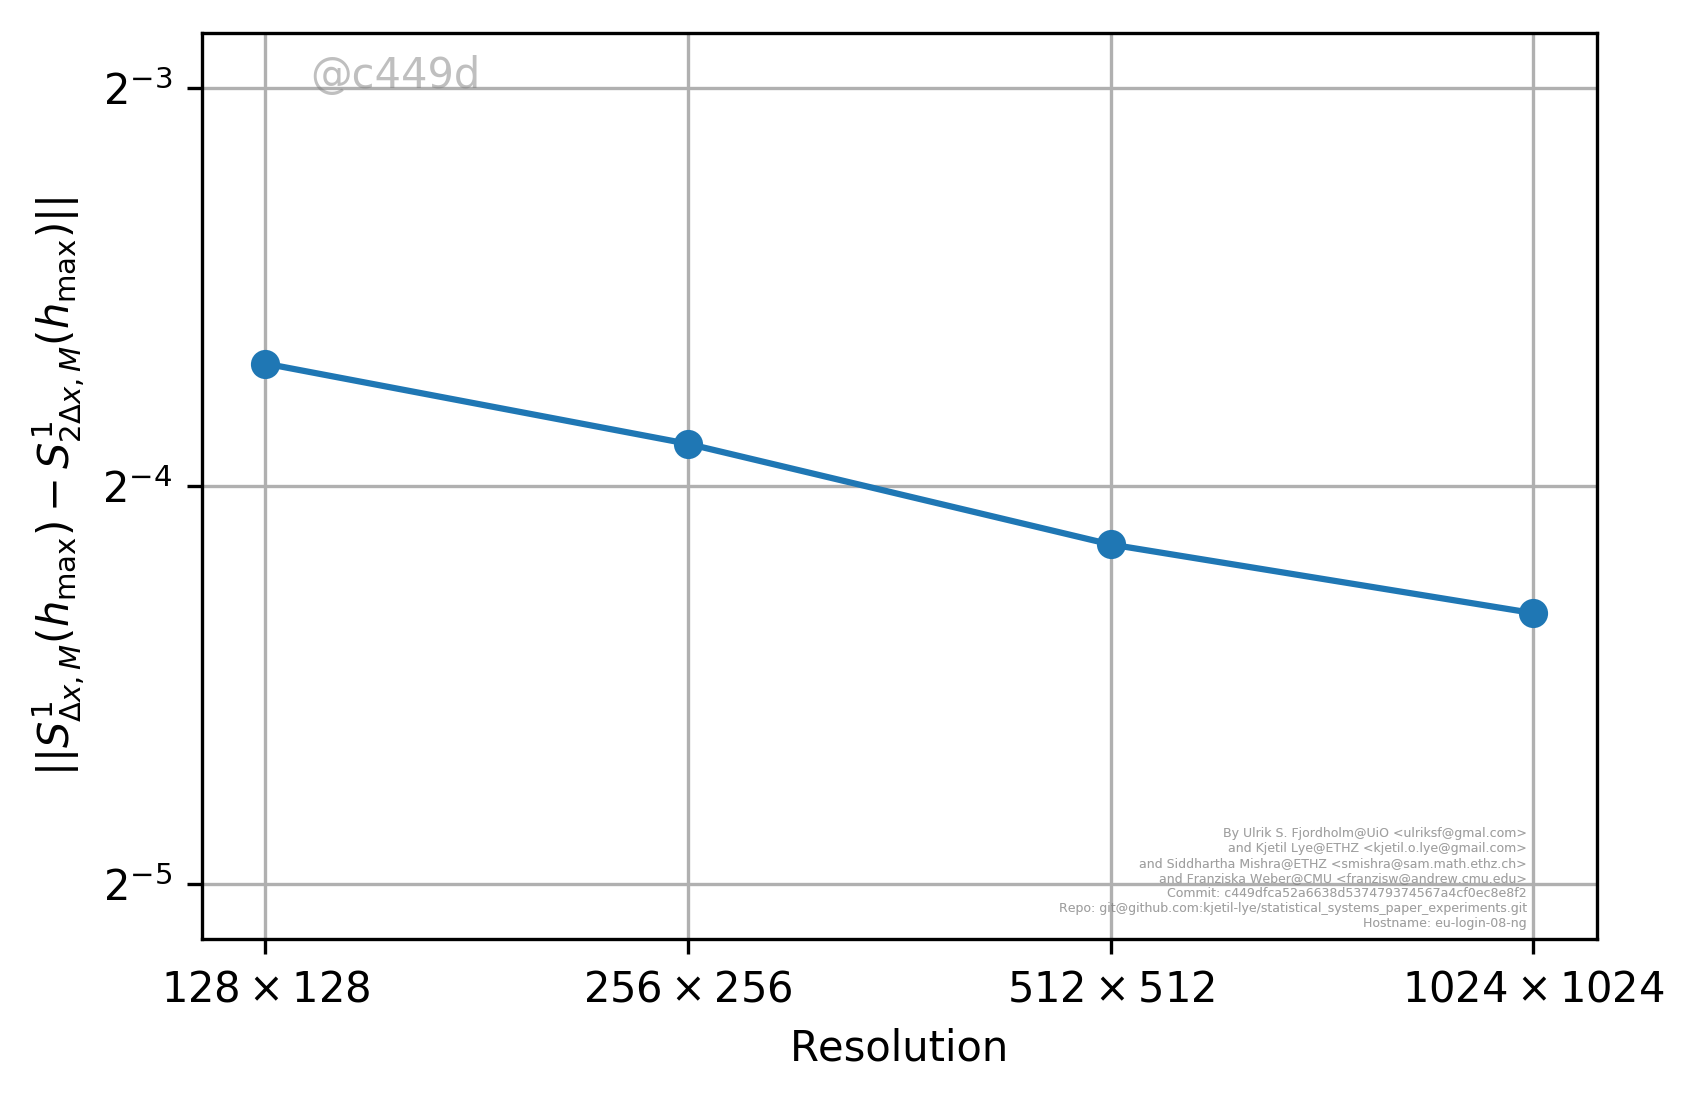 @c449d
2⁻³
2⁻⁴
2⁻⁵
||S¹_{Δx, M}(h_max) − S¹_{2Δx, M}(h_max)||
By Ulrik S. Fjordholm@UiO <ulriksf@gmal.com>
and Kjetil Lye@ETHZ <kjetil.o.lye@gmail.com>
and Siddhartha Mishra@ETHZ <smishra@sam.math.ethz.ch>
and Franziska Weber@CMU <franzisw@andrew.cmu.edu>
Commit: c449dfca52a6638d537479374567a4cf0ec8e8f2
Repo: git@github.com:kjetil-lye/statistical_systems_paper_experiments.git
Hostname: eu-login-08-ng
128 × 128
256 × 256
512 × 512
1024 × 1024
Resolution